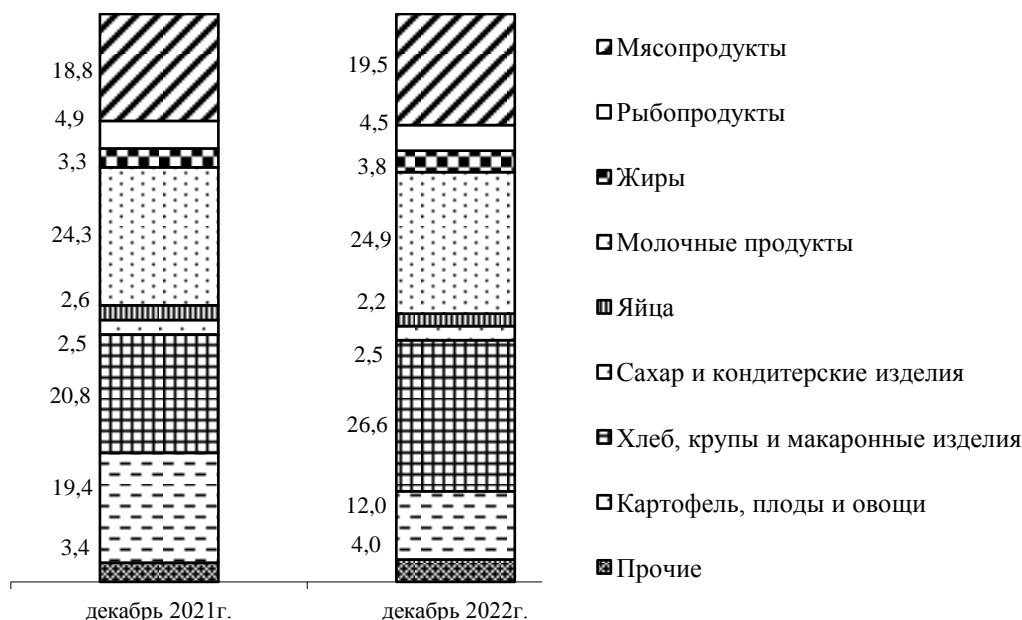 18,8
4,9
3,3
24,3
2,6
2,5
20,8
19,4
3,4
19,5
4,5
3,8
24,9
2,2
2,5
26,6
12,0
4,0
декабрь 2021г.
декабрь 2022г.
Мясопродукты
Рыбопродукты
Жиры
Молочные продукты
Яйца
Сахар и кондитерские изделия
Хлеб, крупы и макаронные изделия
Картофель, плоды и овощи
Прочие